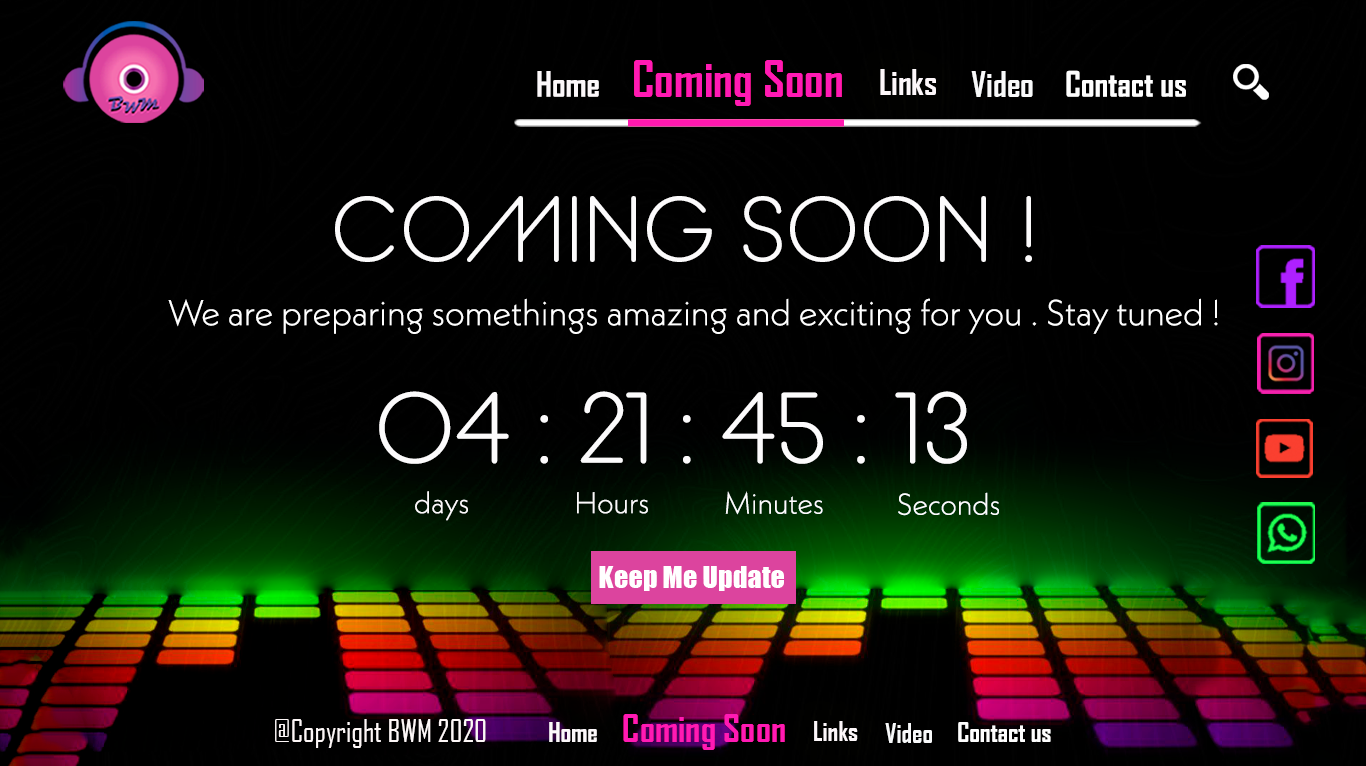 BWM
Home Coming Soon Links Video Contact us
COMING SOON !
We are preparing somethings amazing and exciting for you . Stay tuned !
04 : 21 : 45 : 13
days Hours Minutes Seconds
Keep Me Update
@Copyright BWM 2020 Home Coming Soon Links Video Contact us